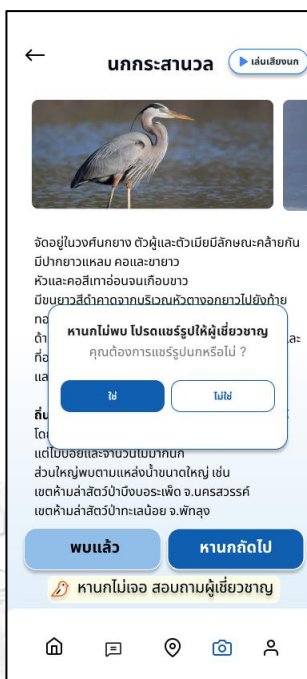 นกกระสานวล
เล่นเสียงนก
จัดอยู่ในวงศ์นกยาง ตัวผู้และตัวเมียมีลักษณะคล้ายกัน
มีปากยาวแหลม คอและขายาว
หัวและคอสีเทาอ่อนจนเกือบขาว
มีขนยาวสีดำคาดจากบริเวณหัวตางอกยาวไปยังท้าย
หานกไม่พบ โปรดแชร์รูปให้ผู้เชี่ยวชาญ
คุณต้องการแชร์รูปนกหรือไม่ ?
ใช่
ไม่ใช่
แต่ไม่บ่อยและจำนวนไม่มากนัก
ส่วนใหญ่พบตามแหล่งน้ำขนาดใหญ่ เช่น
เขตห้ามล่าสัตว์ป่าบึงบอระเพ็ด จ.นครสวรรค์
เขตห้ามล่าสัตว์ป่าทะเลน้อย จ.พัทลุง
พบแล้ว
หานกถัดไป
หานกไม่เจอ สอบถามผู้เชี่ยวชาญ